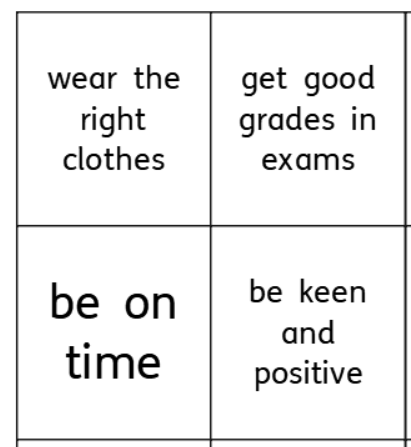 wear the
right
clothes
get good
grades in
exams
be on
time
be keen
and
positive